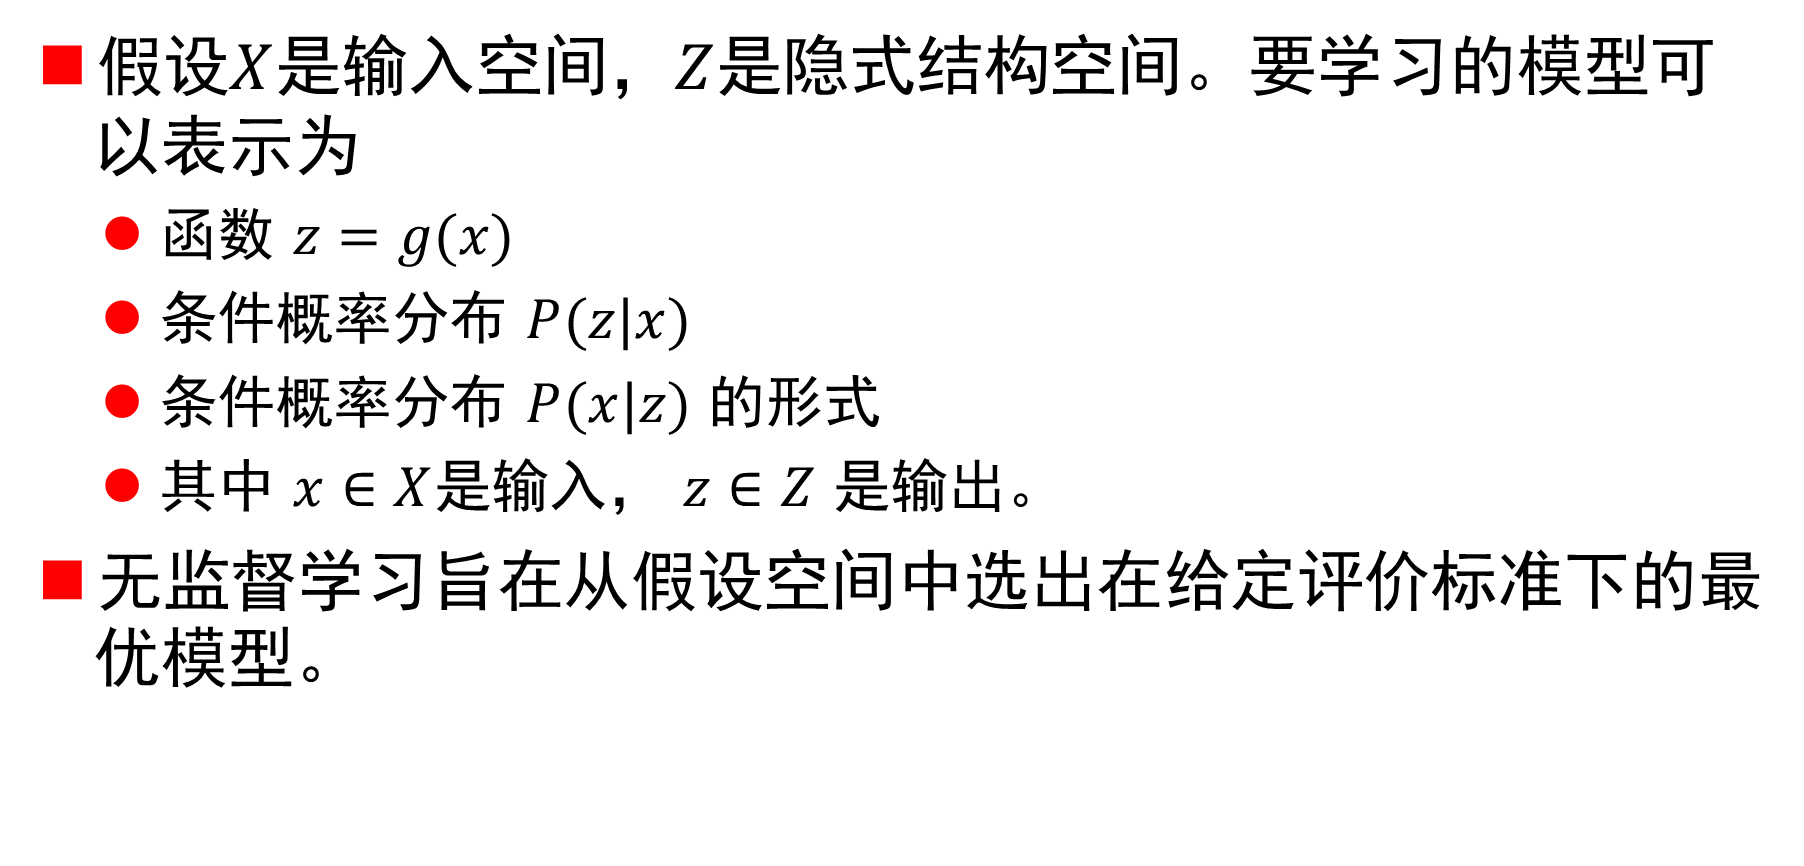 假设X是输入空间，Z是隐式结构空间。要学习的模型可
以表示为
函数 z = g(x)
条件概率分布 P(z|x)
条件概率分布 P(x|z) 的形式
其中 x ∈ X是输入， z ∈ Z 是输出。
无监督学习旨在从假设空间中选出在给定评价标准下的最
优模型。